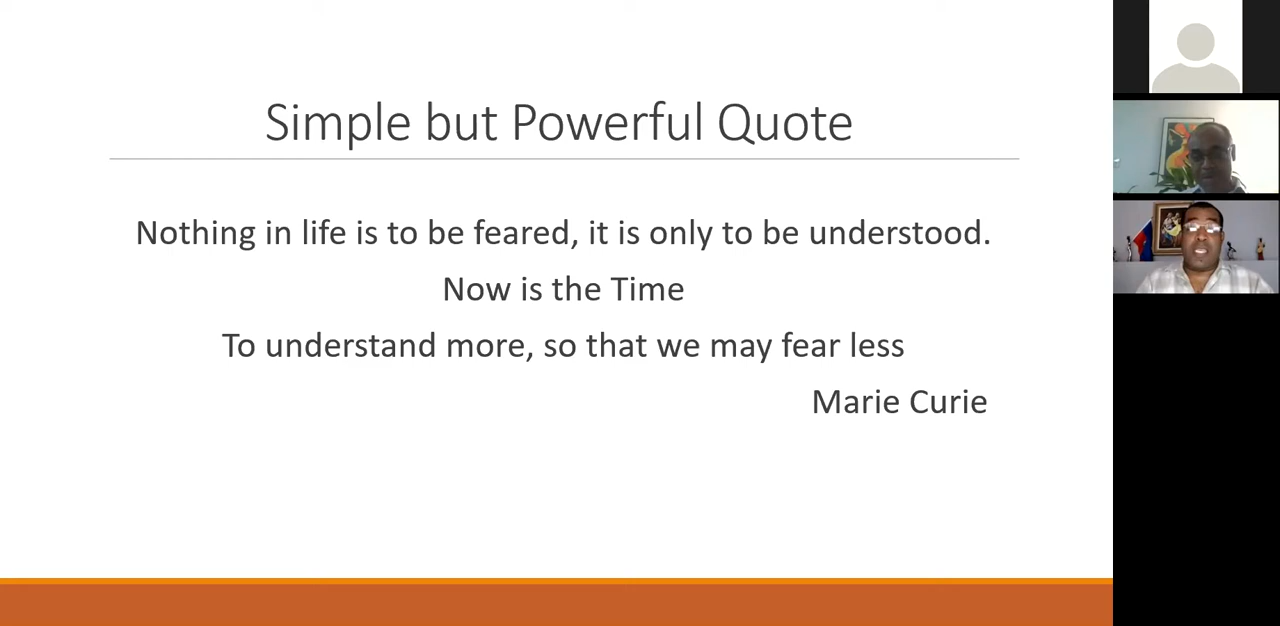 Simple but Powerful Quote
Nothing in life is to be feared, it is only to be understood.
Now is the Time
To understand more, so that we may fear less
Marie Curie